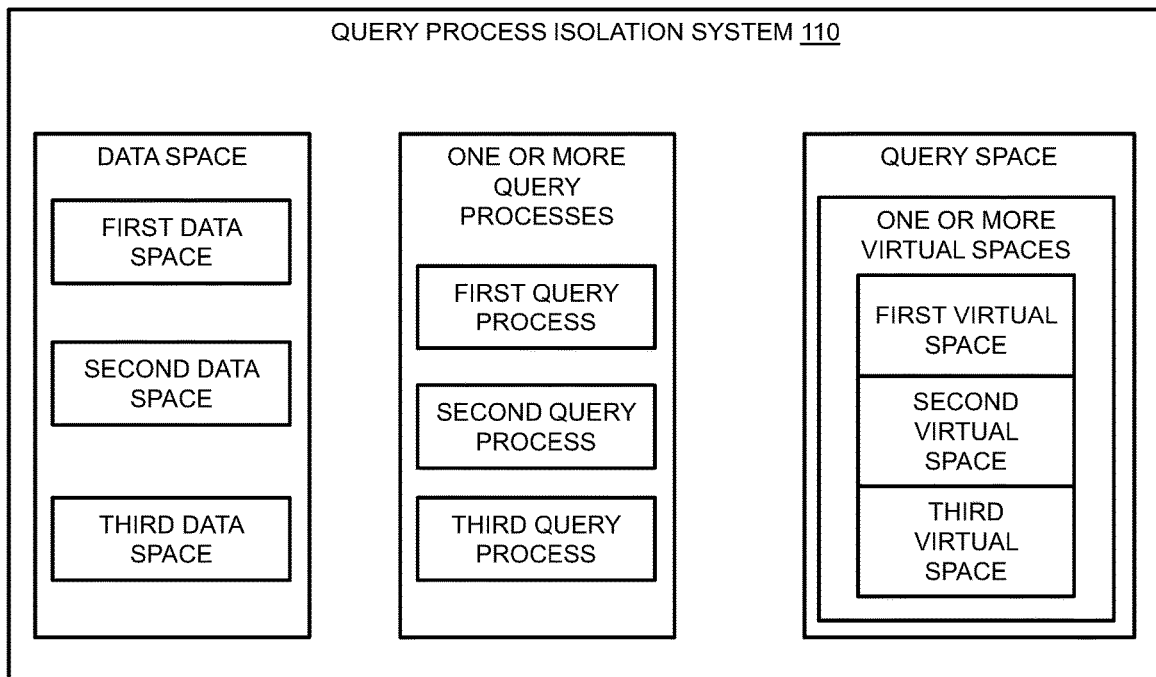 QUERY PROCESS ISOLATION SYSTEM 110
DATA SPACE
FIRST DATA
SPACE
SECOND DATA
SPACE
THIRD DATA
SPACE
ONE OR MORE
QUERY
PROCESSES
FIRST QUERY
PROCESS
SECOND QUERY
PROCESS
THIRD QUERY
PROCESS
QUERY SPACE
ONE OR MORE
VIRTUAL SPACES
FIRST VIRTUAL
SPACE
SECOND
VIRTUAL
SPACE
THIRD
VIRTUAL
SPACE